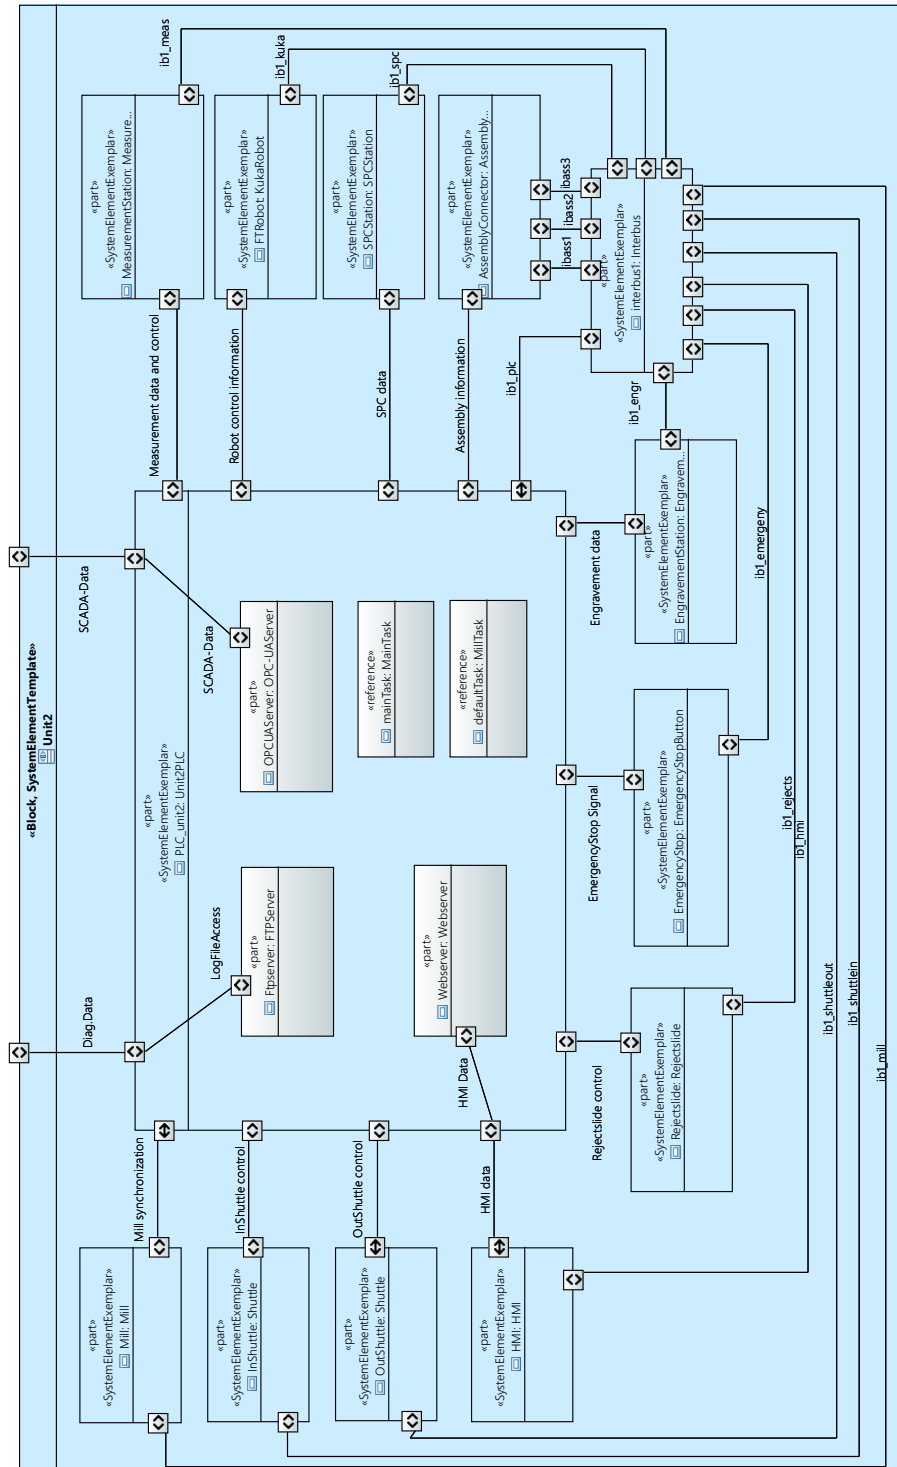 «Block, SystemElementTemplate»
Unit2
Diag.Data
SCADA-Data
«part»
«SystemElementExemplar»
PLC_unit2: Unit2PLC
LogFileAccess
«part»
Ftpserver: FTPServer
SCADA-Data
«part»
OPCUAServer: OPC-UAServer
«reference»
mainTask: MainTask
«reference»
defaultTask: MillTask
«part»
Webserver: Webserver
HMI Data
Mill synchronization
«part»
«SystemElementExemplar»
Mill: Mill
InShuttle control
«part»
«SystemElementExemplar»
InShuttle: Shuttle
OutShuttle control
«part»
«SystemElementExemplar»
OutShuttle: Shuttle
HMI data
«part»
«SystemElementExemplar»
HMI: HMI
Measurement data and control
«part»
«SystemElementExemplar»
MeasurementStation: Measure...
ib1_meas
Robot control information
«part»
«SystemElementExemplar»
FTRobot: KukaRobot
ib1_kuka
SPC data
«part»
«SystemElementExemplar»
SPCStation: SPCStation
ib1_spc
Assembly information
«part»
«SystemElementExemplar»
AssemblyConnector: Assembly...
ibass1
ibass2
ibass3
ib1_plc
«part»
«SystemElementExemplar»
interbus1: Interbus
ib1_engr
Rejectslide control
«part»
«SystemElementExemplar»
Rejectslide: Rejectslide
EmergencyStop Signal
«part»
«SystemElementExemplar»
EmergencyStop: EmergencyStopButton
Engravement data
«part»
«SystemElementExemplar»
EngravementStation: Engravem...
ib1_emergeny
ib1_rejects
ib1_hmi
ib1_shuttleout
ib1_shuttlein
ib1_mill